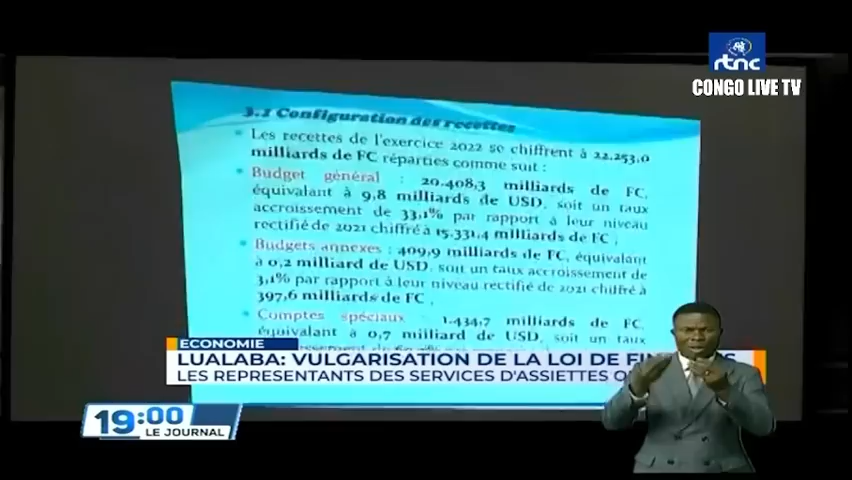 rtnc
CONGO LIVE TV
3.1 Configuration des recettes
• Les recettes de l'exercice 2022 se chiffrent à 22.253,0
milliards de FC réparties comme suit :
• Budget général : 20.408,3 milliards de FC,
équivalant à 9,8 milliards de USD, soit un taux
accroissement de 33,1% par rapport à leur niveau
rectifié de 2021 chiffré à 15.331,4 milliards de FC ;
• Budgets annexes : 409,9 milliards de FC, équivalant
à 0,2 milliard de USD, soit un taux accroissement de
3,1% par rapport à leur niveau rectifié de 2021 chiffré à
397,6 milliards de FC .
• Comptes spéciaux : 1.434,7 milliards de FC,
équivalant à 0,7 milliard de USD, soit un taux
ECONOMIE
LUALABA: VULGARISATION DE LA LOI DE
LES REPRESENTANTS DES SERVICES D'ASSIETTES
19:00
LE JOURNAL